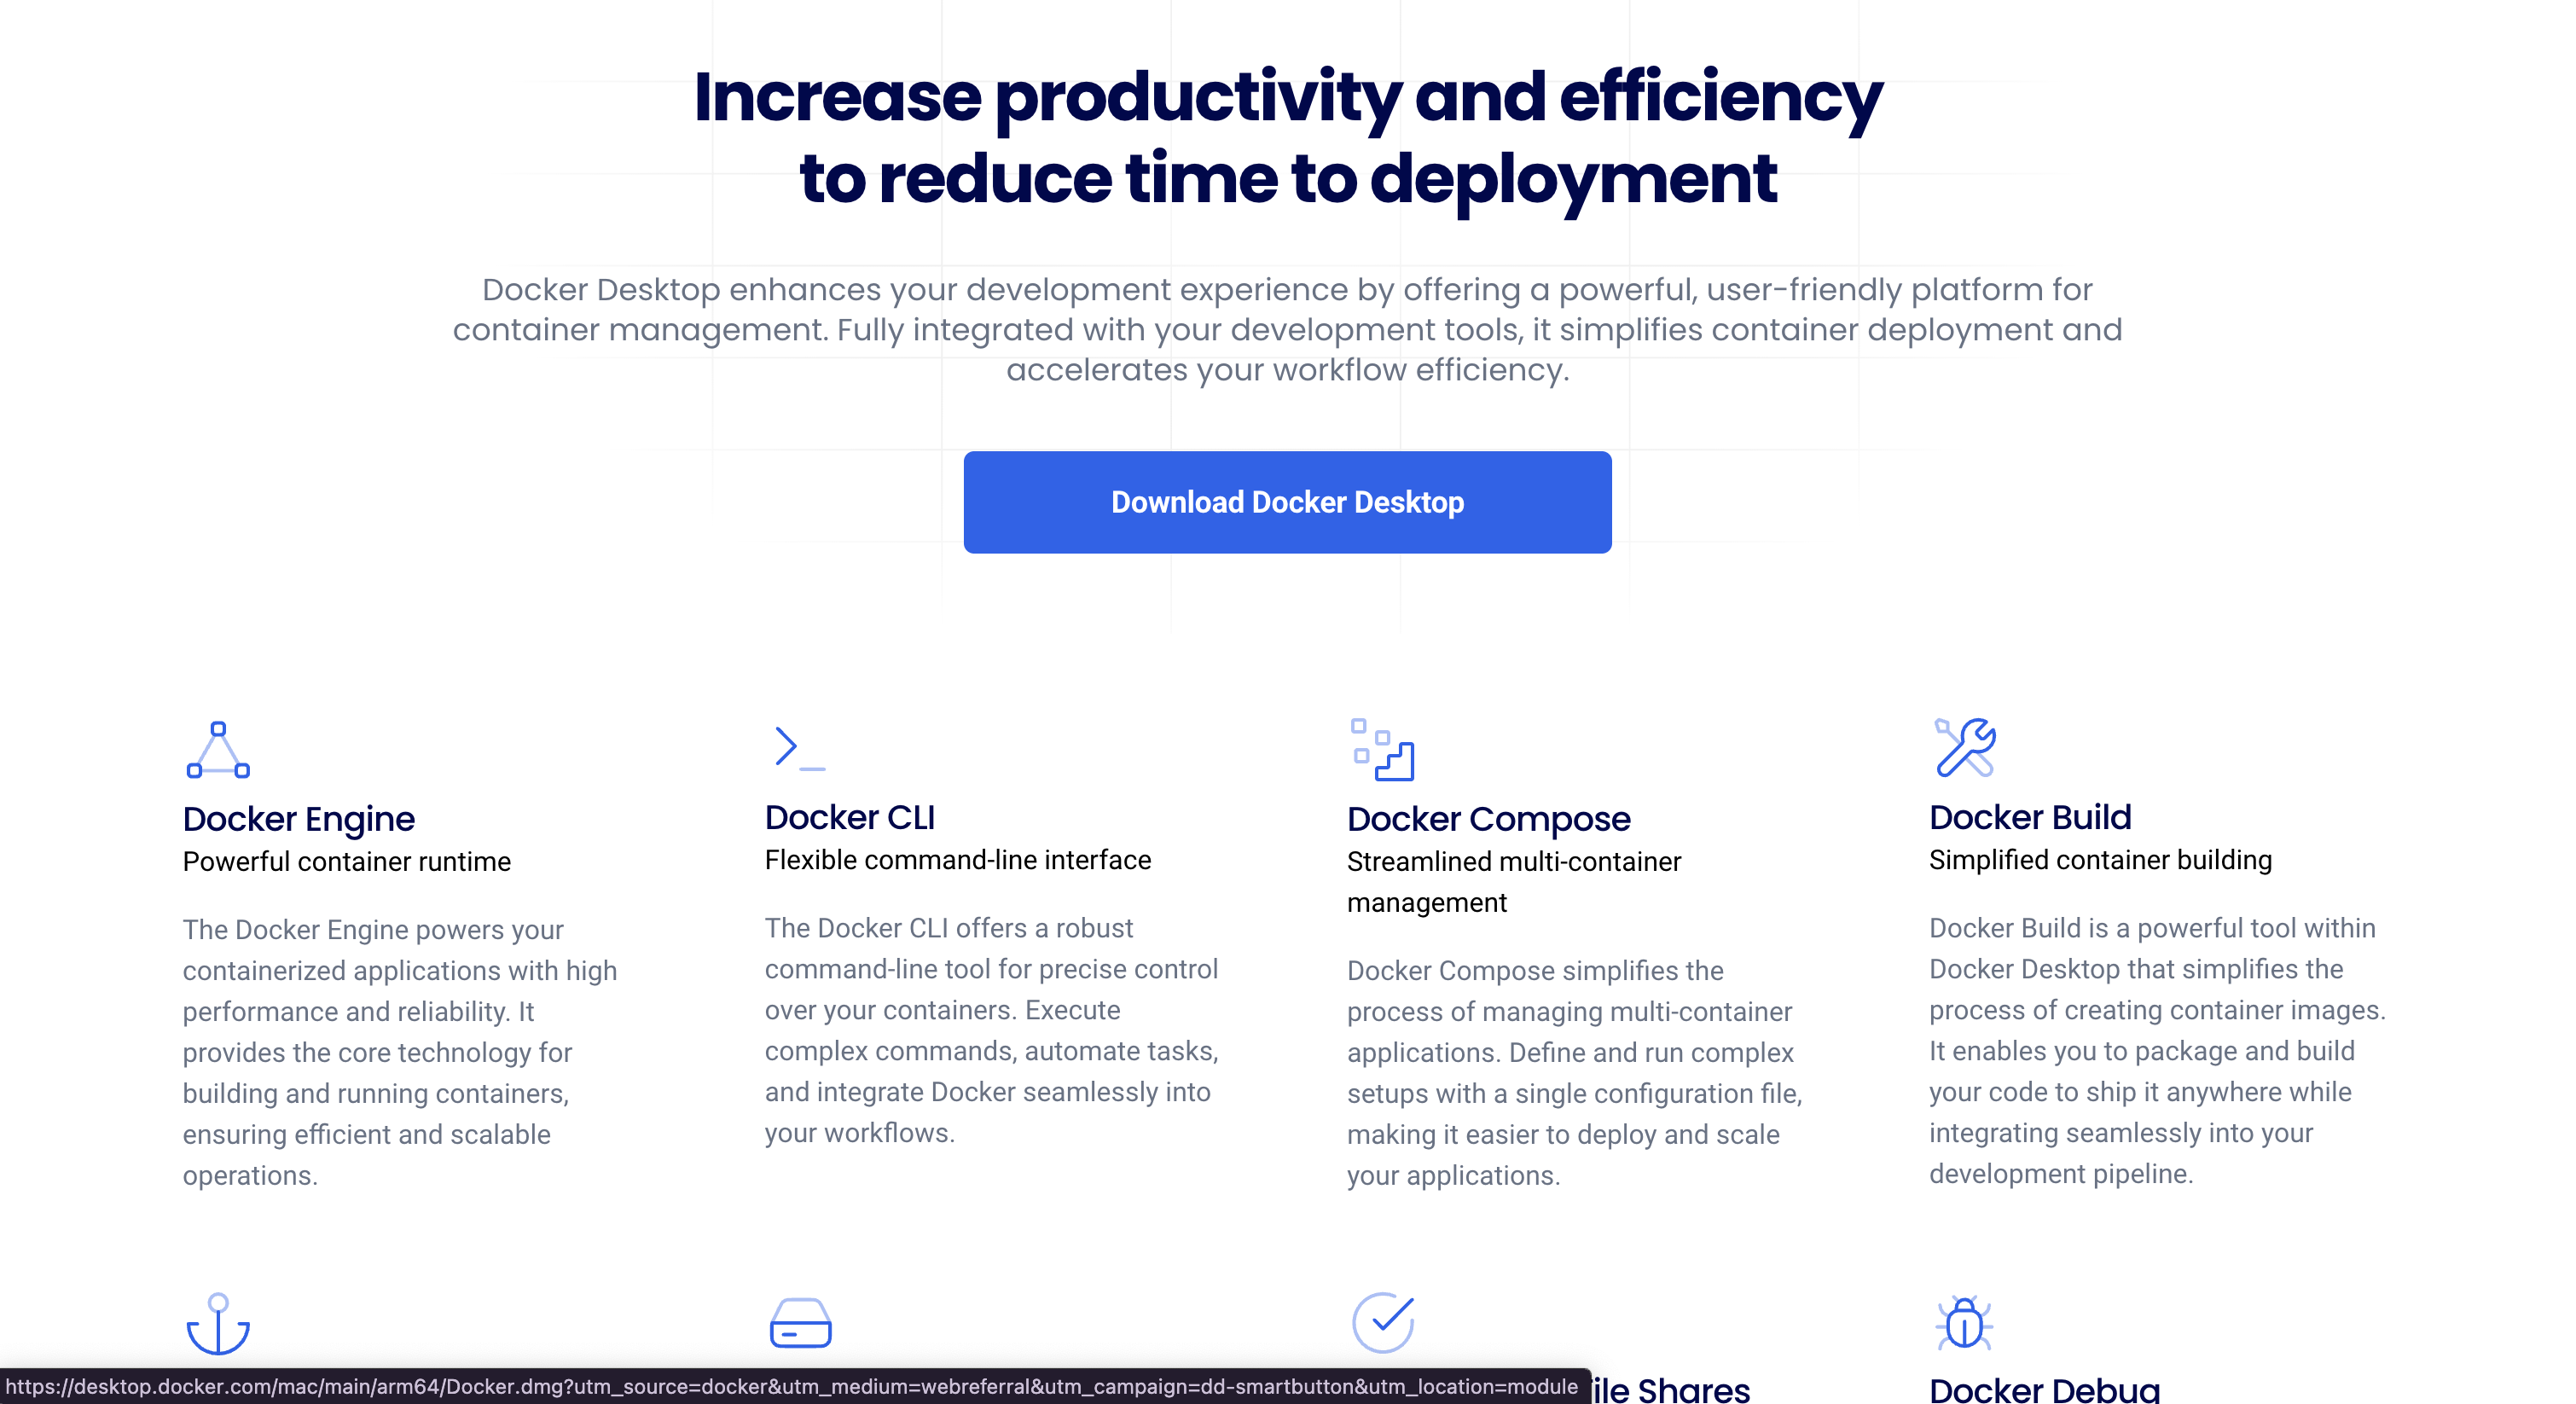 Increase productivity and efficiency
to reduce time to deployment
Docker Desktop enhances your development experience by offering a powerful, user-friendly platform for
container management. Fully integrated with your development tools, it simplifies container deployment and
accelerates your workflow efficiency.
Download Docker Desktop
Docker Engine
Powerful container runtime
The Docker Engine powers your
containerized applications with high
performance and reliability. It
provides the core technology for
building and running containers,
ensuring efficient and scalable
operations.
Docker CLI
Flexible command-line interface
The Docker CLI offers a robust
command-line tool for precise control
over your containers. Execute
complex commands, automate tasks,
and integrate Docker seamlessly into
your workflows.
Docker Compose
Streamlined multi-container
management
Docker Compose simplifies the
process of managing multi-container
applications. Define and run complex
setups with a single configuration file,
making it easier to deploy and scale
your applications.
Docker Build
Simplified container building
Docker Build is a powerful tool within
Docker Desktop that simplifies the
process of creating container images.
It enables you to package and build
your code to ship it anywhere while
integrating seamlessly into your
development pipeline.
Shares
Docker Debug
https://desktop.docker.com/mac/main/arm64/Docker.dmg?utm_source=docker&utm_medium=webreferral&utm_campaign=dd-smartbutton&utm_location=module